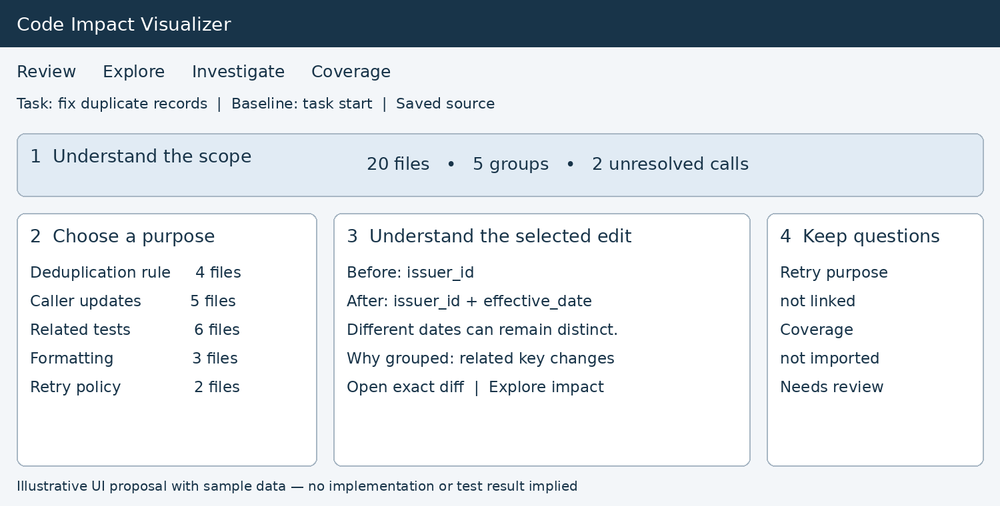 Code Impact Visualizer
Review Explore Investigate Coverage
Task: fix duplicate records | Baseline: task start | Saved source
1 Understand the scope
20 files • 5 groups • 2 unresolved calls
2 Choose a purpose
Deduplication rule 4 files
Caller updates 5 files
Related tests 6 files
Formatting 3 files
Retry policy 2 files
3 Understand the selected edit
Before: issuer_id
After: issuer_id + effective_date
Different dates can remain distinct.
Why grouped: related key changes
Open exact diff | Explore impact
4 Keep questions
Retry purpose
not linked
Coverage
not imported
Needs review
Illustrative UI proposal with sample data — no implementation or test result implied